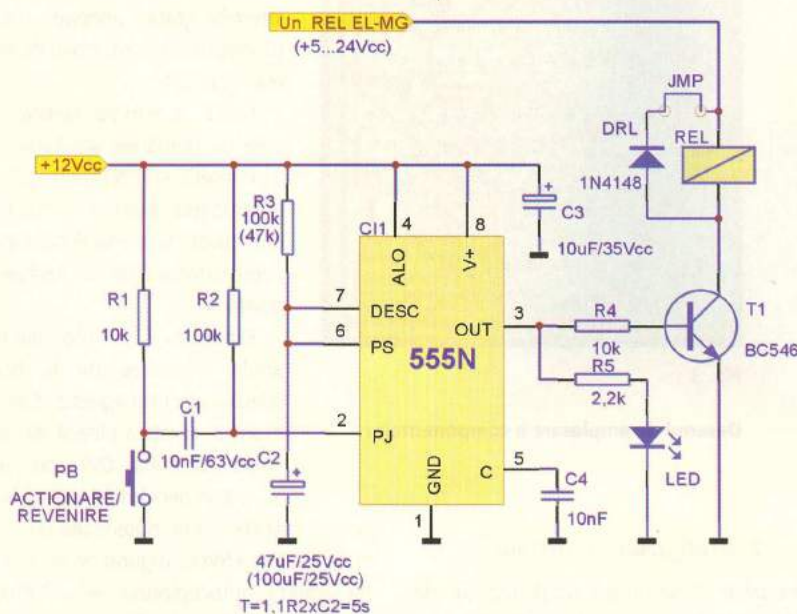 Un REL EL-MG
(+5...24Vcc)
JMP
DRL
REL
1N4148
+12Vcc
R3
100k
(47k)
CI1
4
8
ALO
V+
C3
10uF/35Vcc
R1
10k
R2
100k
7
DESC
6
PS
555N
OUT
3
R4
10k
T1
BC546
R5
2,2k
C1
10nF/63Vcc
2
PJ
C2
GND
C
5
C4
10nF
LED
PB
ACTIONARE/
REVENIRE
1
47uF/25Vcc
(100uF/25Vcc)
T=1,1R2xC2=5s